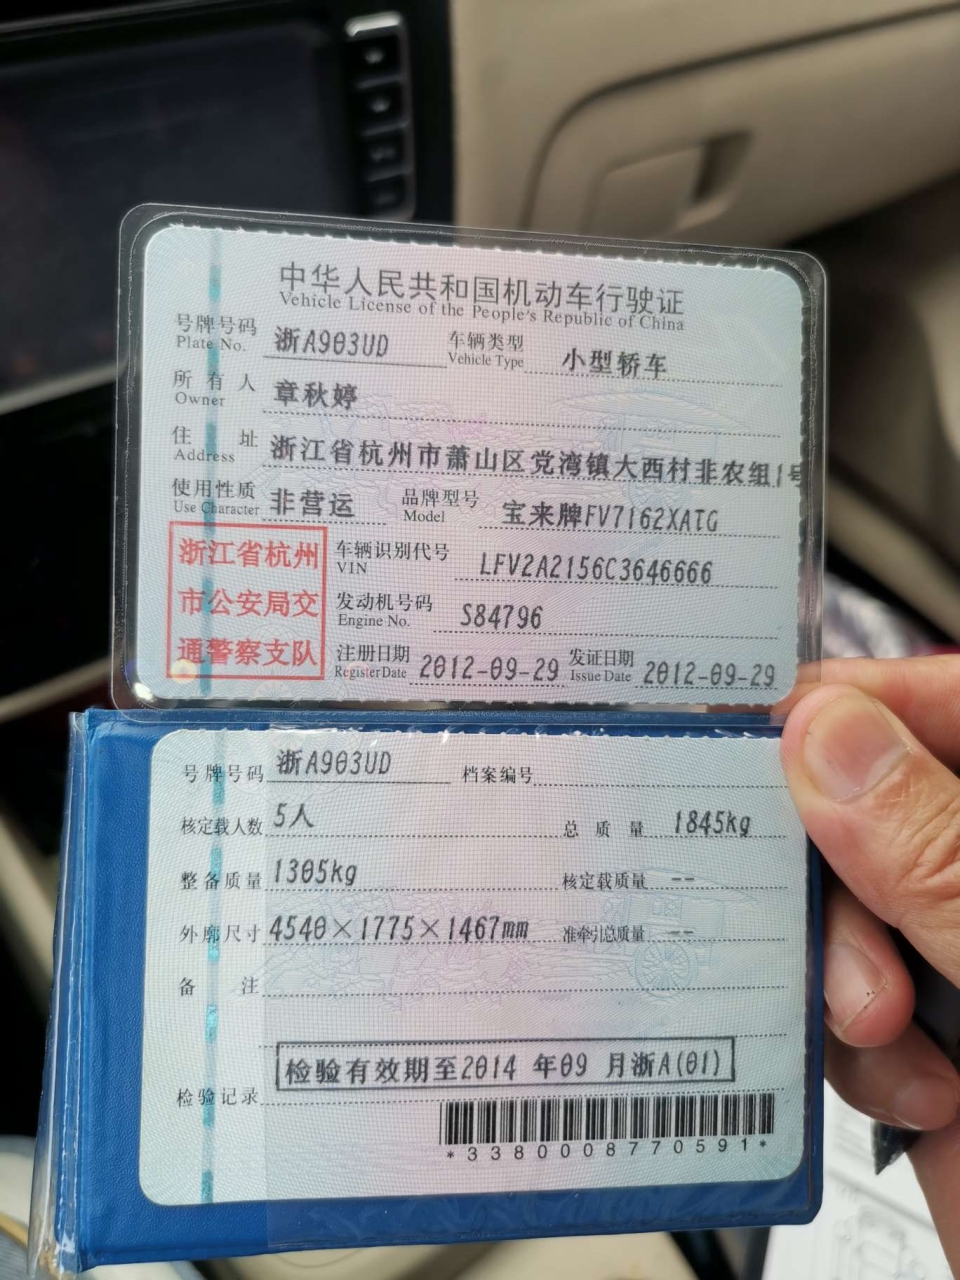 中华人民共和国机动车行驶证
Vehicle License of the People's Republic of China
号牌号码 浙A903UD 车辆类型 小型轿车
Plate No. Vehicle Type
所有人 章秋婷
Owner
住址 浙江省杭州市萧山区党湾镇大西村非农组1号
Address
使用性质 非营运 品牌型号 宝来牌FV7162XATG
Use Character Model
浙江省杭州
市公安局交
通警察支队
车辆识别代号 LFV2A2156C3646666
VIN
发动机号码 S84796
Engine No.
注册日期 2012-09-29 发证日期 2012-09-29
Register Date Issue Date
号牌号码 浙A903UD 档案编号
核定载人数 5人 总质量 1845kg
整备质量 1305kg 核定载质量 --
外廓尺寸 4540×1775×1467mm 准牵引总质量 --
备注
检验有效期至2014 年09 月浙A(01)
检验记录
*3380008770591*